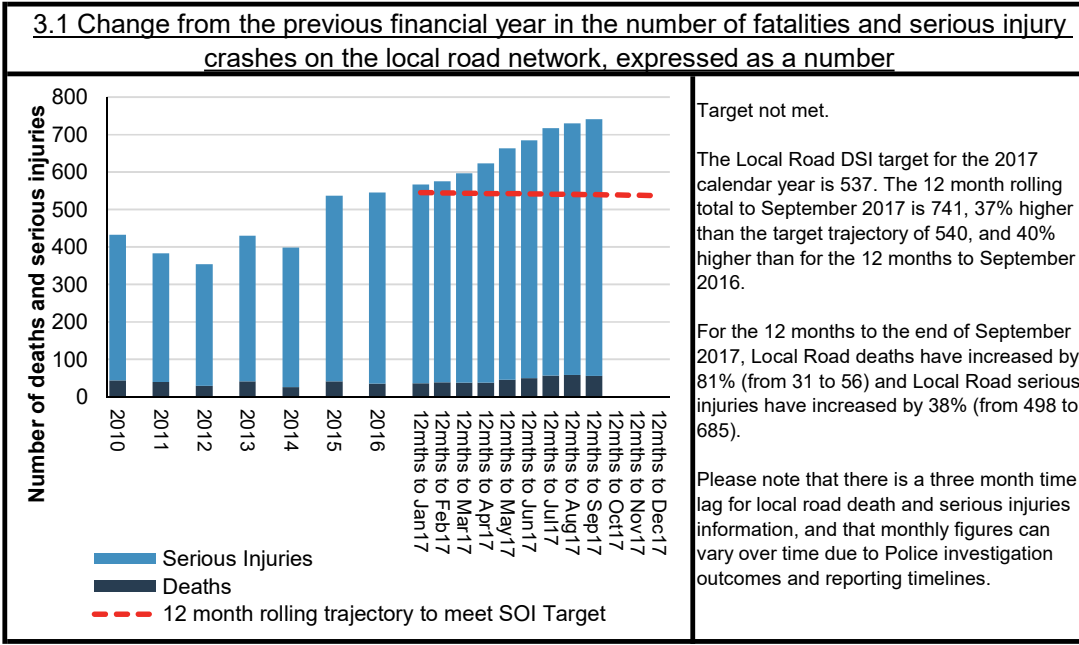 3.1 Change from the previous financial year in the number of fatalities and serious injury
crashes on the local road network, expressed as a number
Number of deaths and serious injuries
800
700
600
500
400
300
200
100
0
2010
2011
2012
2013
2014
2015
2016
12mths to Jan17
12mths to Feb17
12mths to Mar17
12mths to Apr17
12mths to May17
12mths to Jun17
12mths to Jul17
12mths to Aug17
12mths to Sep17
12mths to Oct17
12mths to Nov17
12mths to Dec17
Serious Injuries
Deaths
12 month rolling trajectory to meet SOI Target
Target not met.
The Local Road DSI target for the 2017
calendar year is 537. The 12 month rolling
total to September 2017 is 741, 37% higher
than the target trajectory of 540, and 40%
higher than for the 12 months to September
2016.
For the 12 months to the end of September
2017, Local Road deaths have increased by
81% (from 31 to 56) and Local Road serious
injuries have increased by 38% (from 498 to
685).
Please note that there is a three month time
lag for local road death and serious injuries
information, and that monthly figures can
vary over time due to Police investigation
outcomes and reporting timelines.